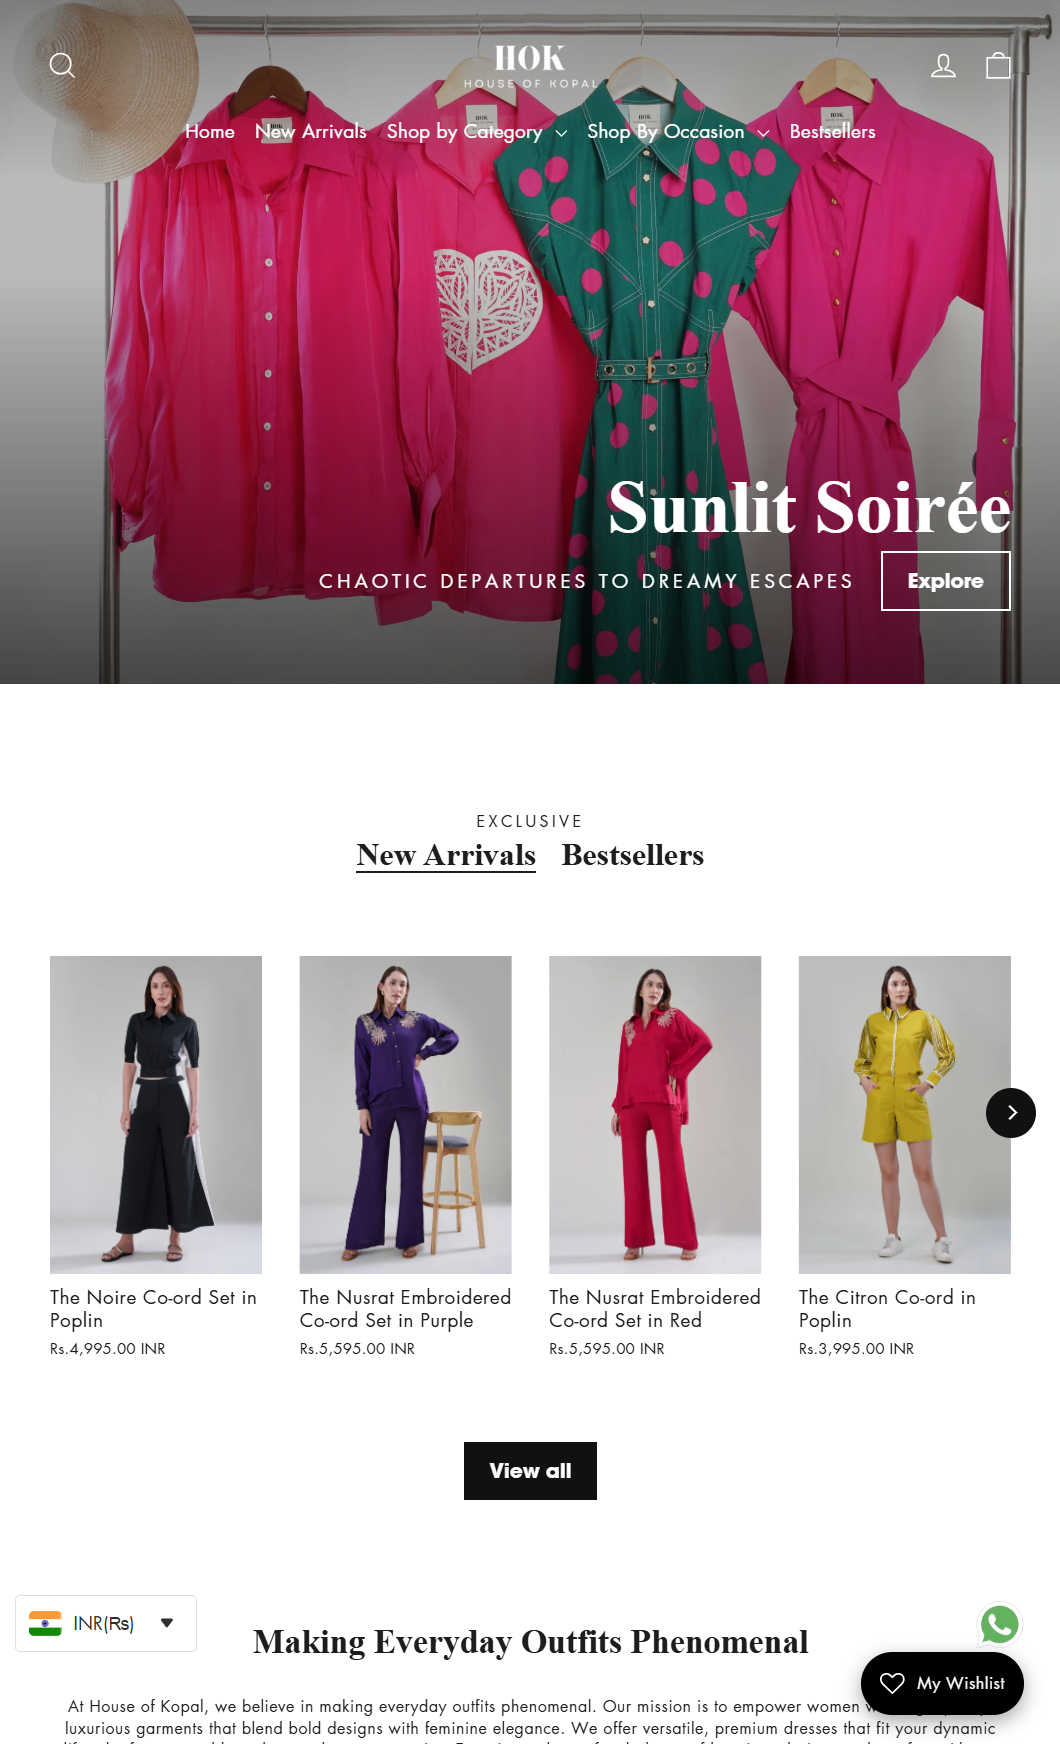 HOK
HOUSE OF KOPAL
Home New Arrivals Shop by Category Shop By Occasion Bestsellers
Sunlit Soirée
CHAOTIC DEPARTURES TO DREAMY ESCAPES
Explore
EXCLUSIVE
New Arrivals Bestsellers
The Noire Co-ord Set in
Poplin
Rs.4,995.00 INR
The Nusrat Embroidered
Co-ord Set in Purple
Rs.5,595.00 INR
The Nusrat Embroidered
Co-ord Set in Red
Rs.5,595.00 INR
The Citron Co-ord in
Poplin
Rs.3,995.00 INR
View all
INR(Rs)
Making Everyday Outfits Phenomenal
My Wishlist
At House of Kopal, we believe in making everyday outfits phenomenal. Our mission is to empower women
luxurious garments that blend bold designs with feminine elegance. We offer versatile, premium dresses that fit your dynamic